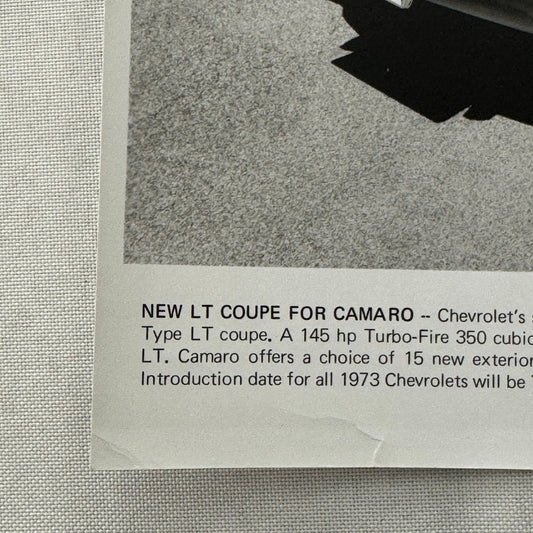 NEW LT COUPE FOR CAMARO -- Chevrolet's
Type LT coupe. A 145 hp Turbo-Fire 350 cubic
LT. Camaro offers a choice of 15 new exterior
Introduction date for all 1973 Chevrolets will be